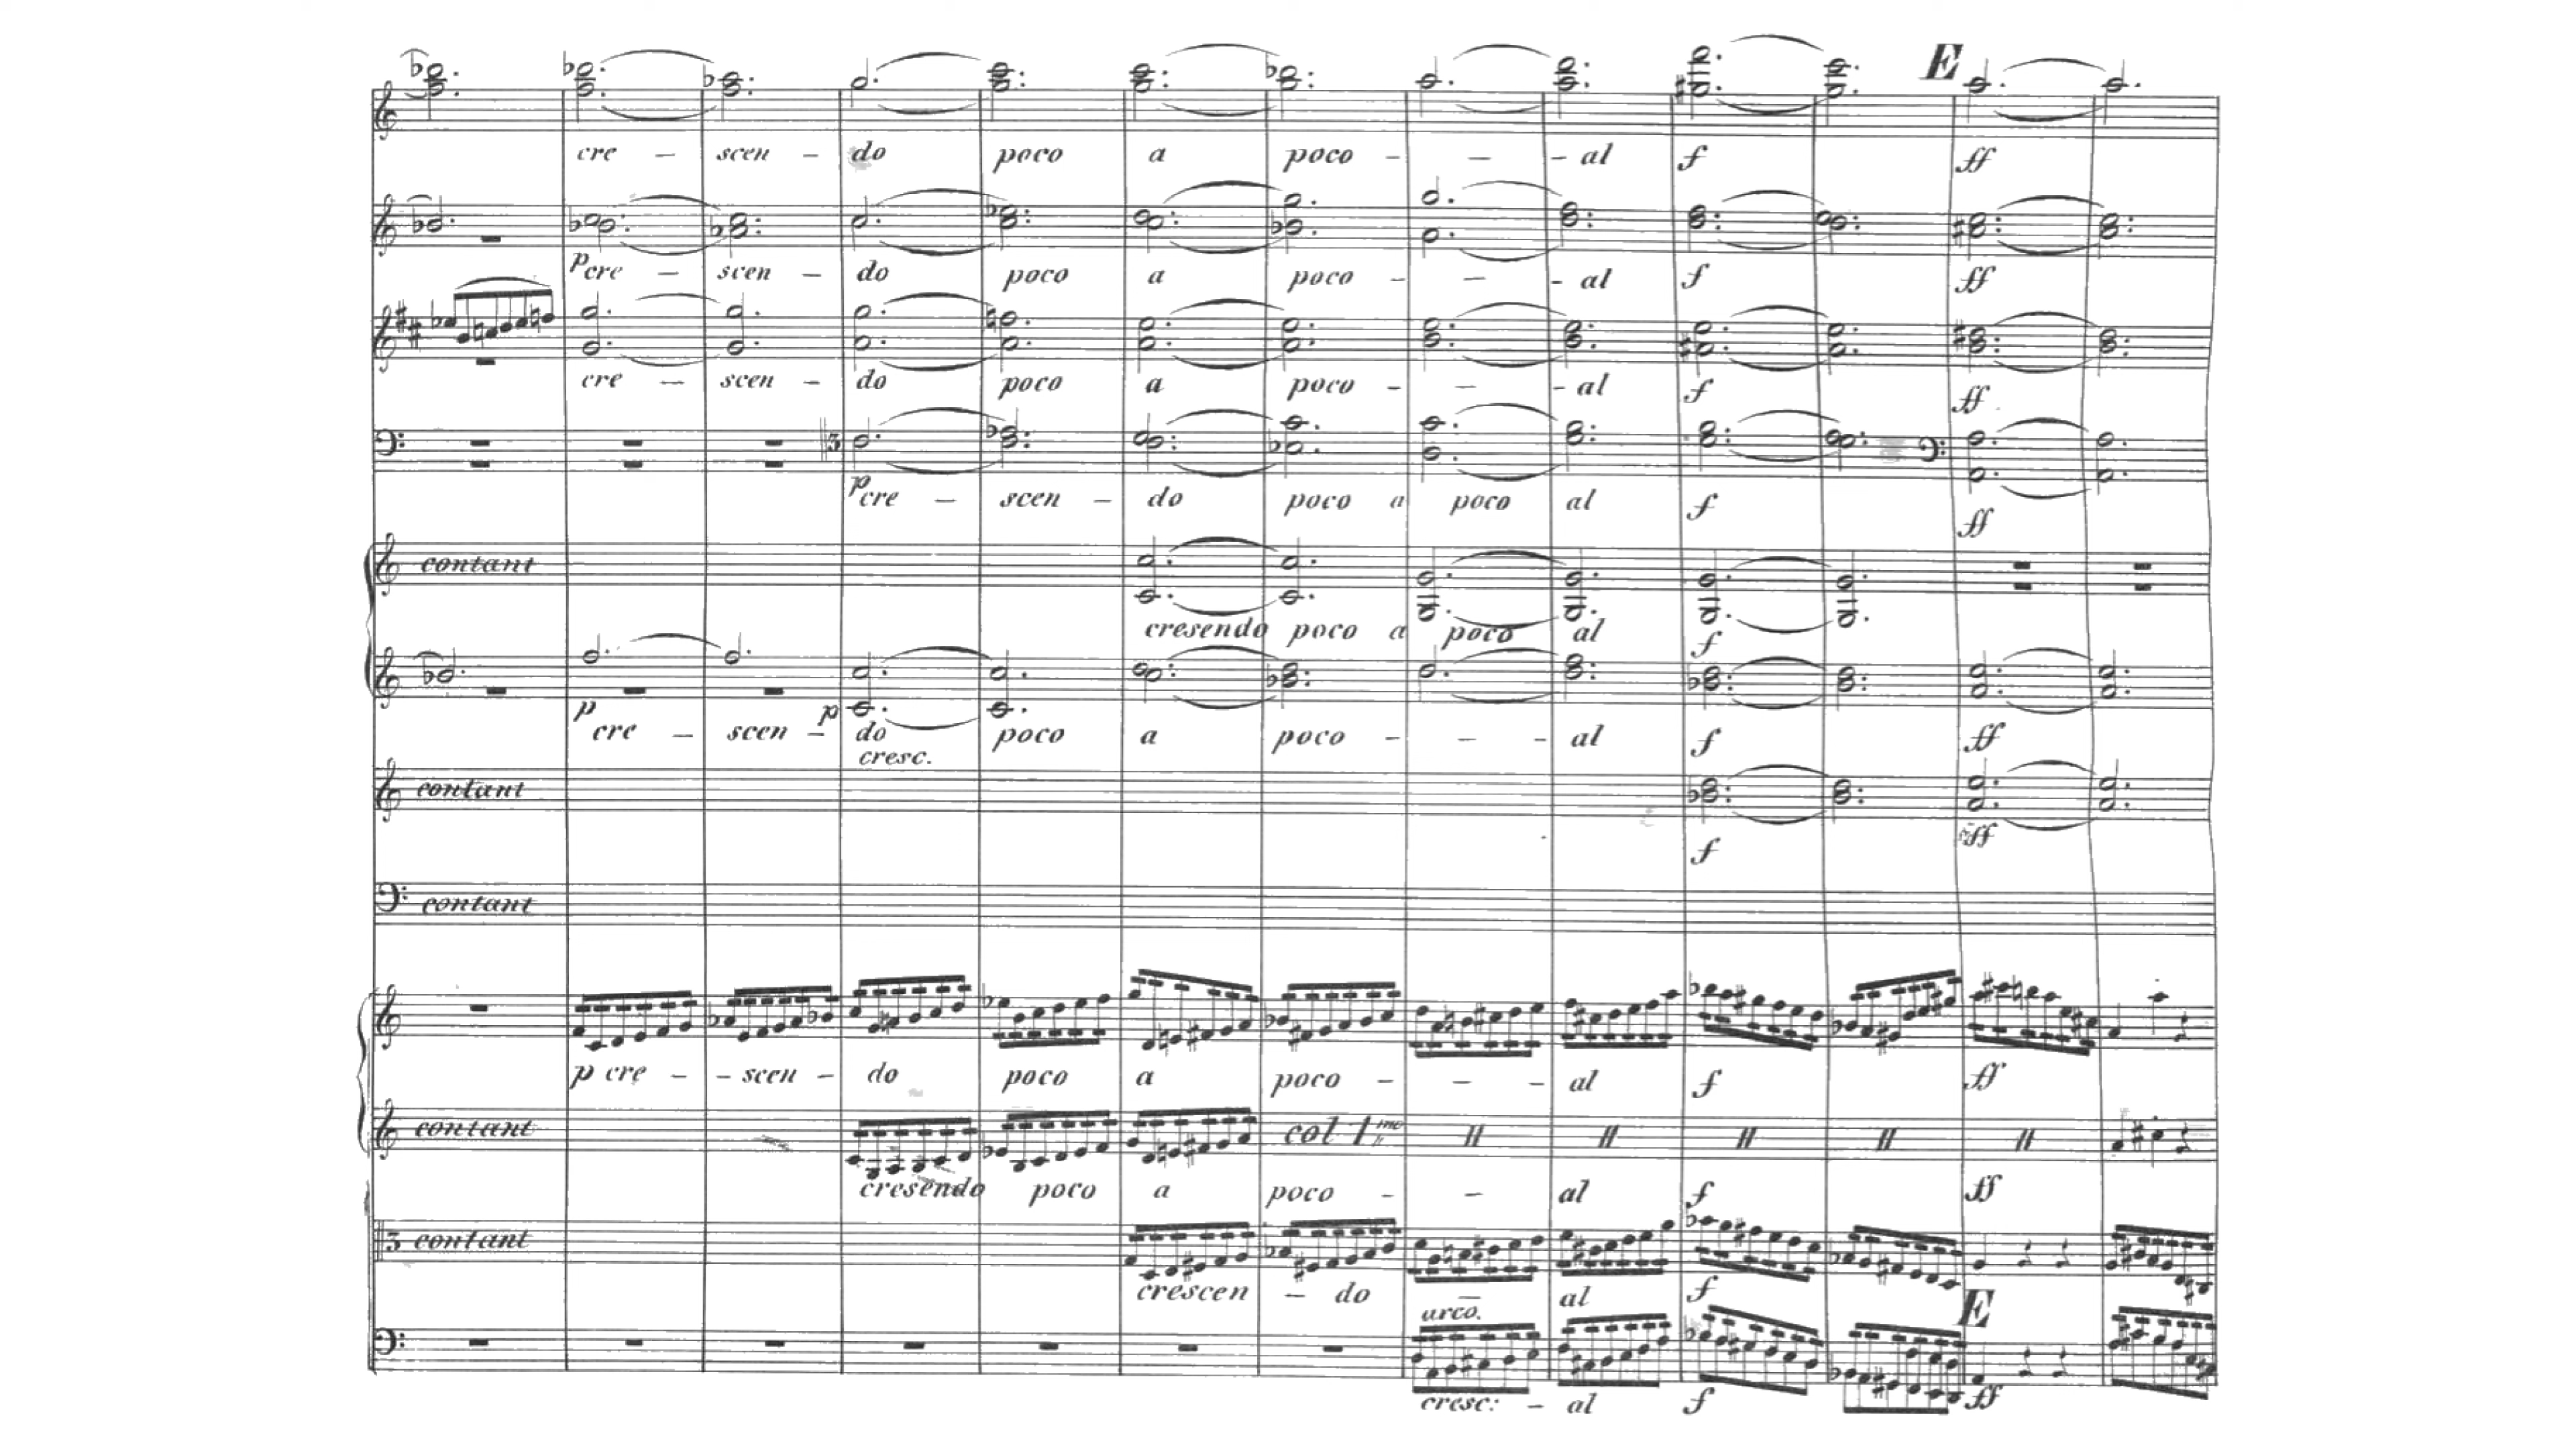 E
cre – scen – do poco a poco – – – al f ff
p cre – scen – do poco a poco – – – al f ff
cre – scen – do poco a poco – – – al f ff
p cre – scen – do poco a poco al f ff
contant
cresendo poco a poco al f
p cre – scen – p do poco a poco – – – al f ff
cresc.
contant
f ff
contant
p cre – – scen – do poco a poco – – – al f ff
contant col 1mo
cresendo poco a poco – – al f ff
contant
crescen – do – al f
arco. E
cresc: – al f ff